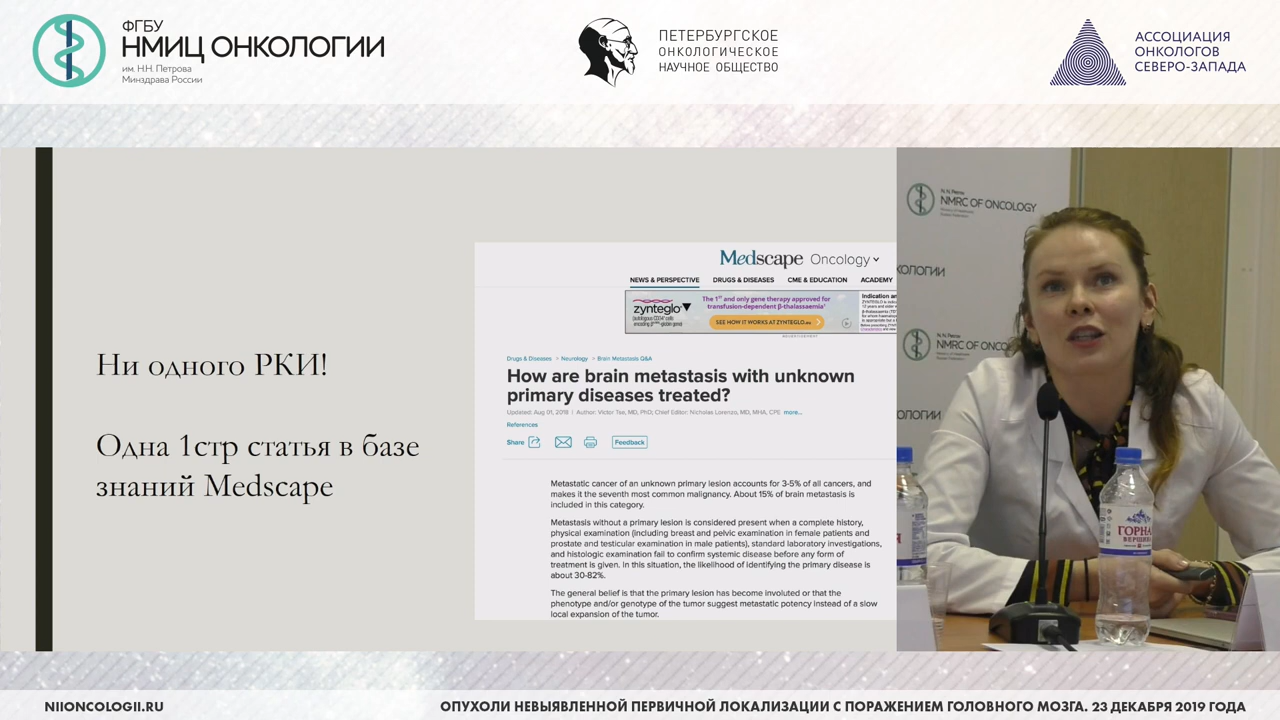 ФГБУ
НМИЦ ОНКОЛОГИИ
им. Н.Н. Петрова
Минздрава России
ПЕТЕРБУРГСКОЕ
ОНКОЛОГИЧЕСКОЕ
НАУЧНОЕ ОБЩЕСТВО
АССОЦИАЦИЯ
ОНКОЛОГОВ
СЕВЕРО-ЗАПАДА
Ни одного РКИ!
Одна 1стр статья в базе
знаний Medscape
Medscape Oncology
NEWS & PERSPECTIVE DRUGS & DISEASES CME & EDUCATION ACADEMY
zynteglo
The 1st and only gene therapy approved for
transfusion-dependent β-thalassaemia
SEE HOW IT WORKS AT ZYNTEGLO.eu
Indication an
ADVERTISEMENT
Drugs & Diseases > Neurology > Brain Metastasis Q&A
How are brain metastasis with unknown
primary diseases treated?
Updated: Aug 01, 2018 | Author: Victor Tse, MD, PhD; Chief Editor: Nicholas Lorenzo, MD, MHA, CPE more...
References
Share Feedback
Metastatic cancer of an unknown primary lesion accounts for 3-5% of all cancers, and
makes it the seventh most common malignancy. About 15% of brain metastasis is
included in this category.
Metastasis without a primary lesion is considered present when a complete history,
physical examination (including breast and pelvic examination in female patients and
prostate and testicular examination in male patients), standard laboratory investigations,
and histologic examination fail to confirm systemic disease before any form of
treatment is given. In this situation, the likelihood of identifying the primary disease is
about 30-82%.
The general belief is that the primary lesion has become involuted or that the
phenotype and/or genotype of the tumor suggest metastatic potency instead of a slow
local expansion of the tumor.
N.N. Petrov
NMRC OF ONCOLOGY
КОЛОГИИ
NMRC OF ONCO
ОЛОГИИ
ГОРНА
ВЕРШИН
NIIONCOLOGII.RU
ОПУХОЛИ НЕВЫЯВЛЕННОЙ ПЕРВИЧНОЙ ЛОКАЛИЗАЦИИ С ПОРАЖЕНИЕМ ГОЛОВНОГО МОЗГА. 23 ДЕКАБРЯ 2019 ГОДА